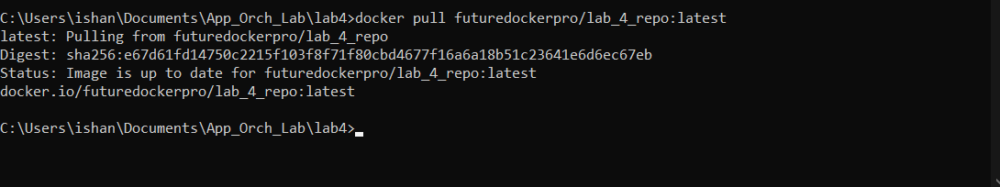 C:\Users\ishan\Documents\App_Orch_Lab\lab4>docker pull futuredockerpro/lab_4_repo:latest
latest: Pulling from futuredockerpro/lab_4_repo
Digest: sha256:e67d61fd14750c2215f103f8f71f80cbd4677f16a6a18b51c23641e6d6ec67eb
Status: Image is up to date for futuredockerpro/lab_4_repo:latest
docker.io/futuredockerpro/lab_4_repo:latest
C:\Users\ishan\Documents\App_Orch_Lab\lab4>